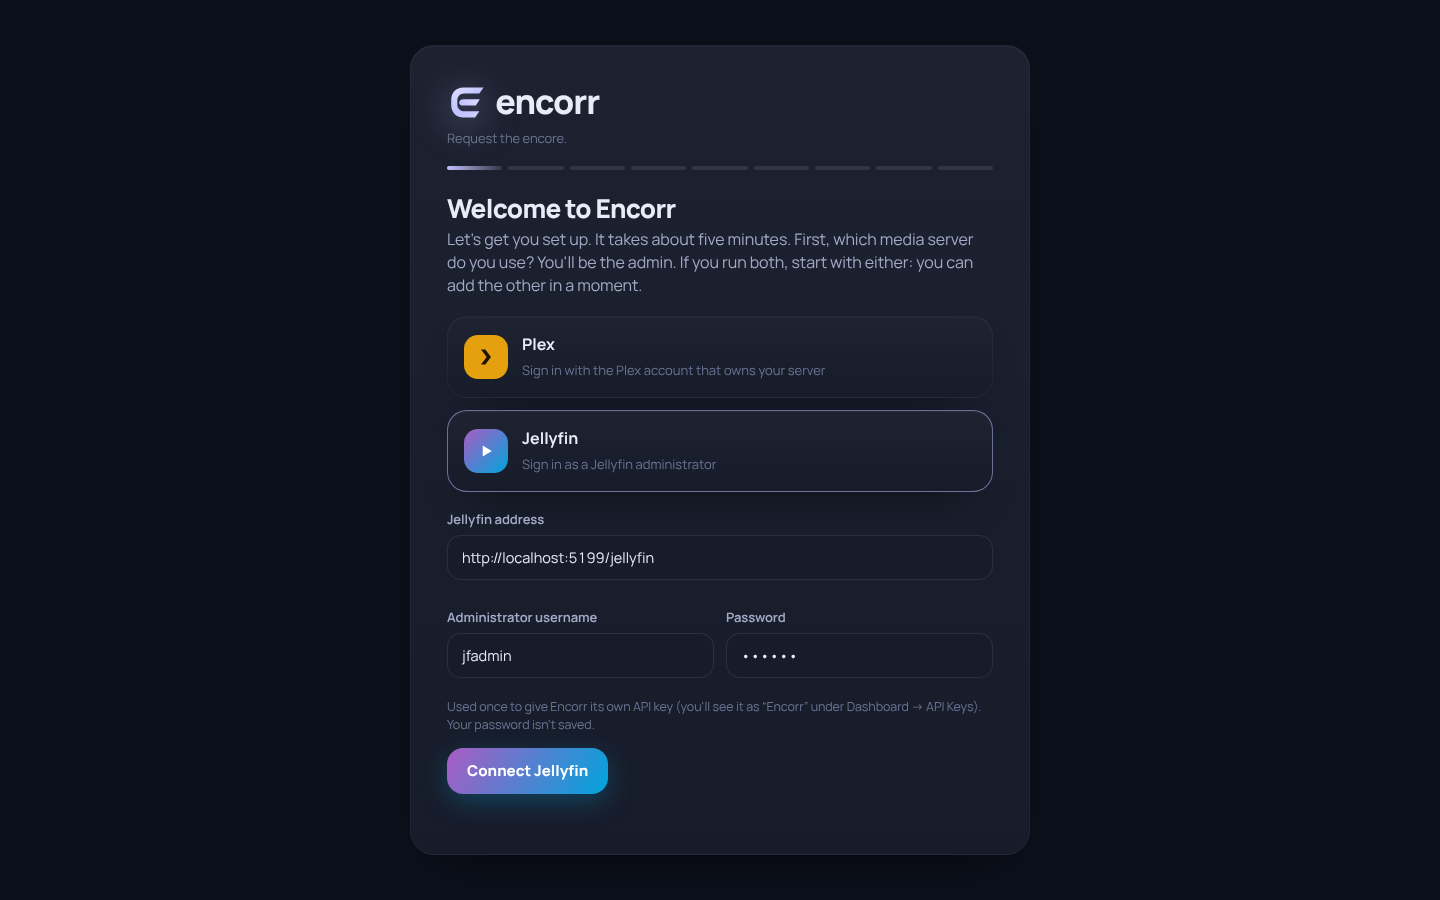 encorr
Request the encore.
Welcome to Encorr
Let's get you set up. It takes about five minutes. First, which media server
do you use? You'll be the admin. If you run both, start with either: you can
add the other in a moment.
Plex
Sign in with the Plex account that owns your server
Jellyfin
Sign in as a Jellyfin administrator
Jellyfin address
http://localhost:5199/jellyfin
Administrator username
Password
jfadmin
••••••
Used once to give Encorr its own API key (you'll see it as “Encorr” under Dashboard → API Keys).
Your password isn't saved.
Connect Jellyfin